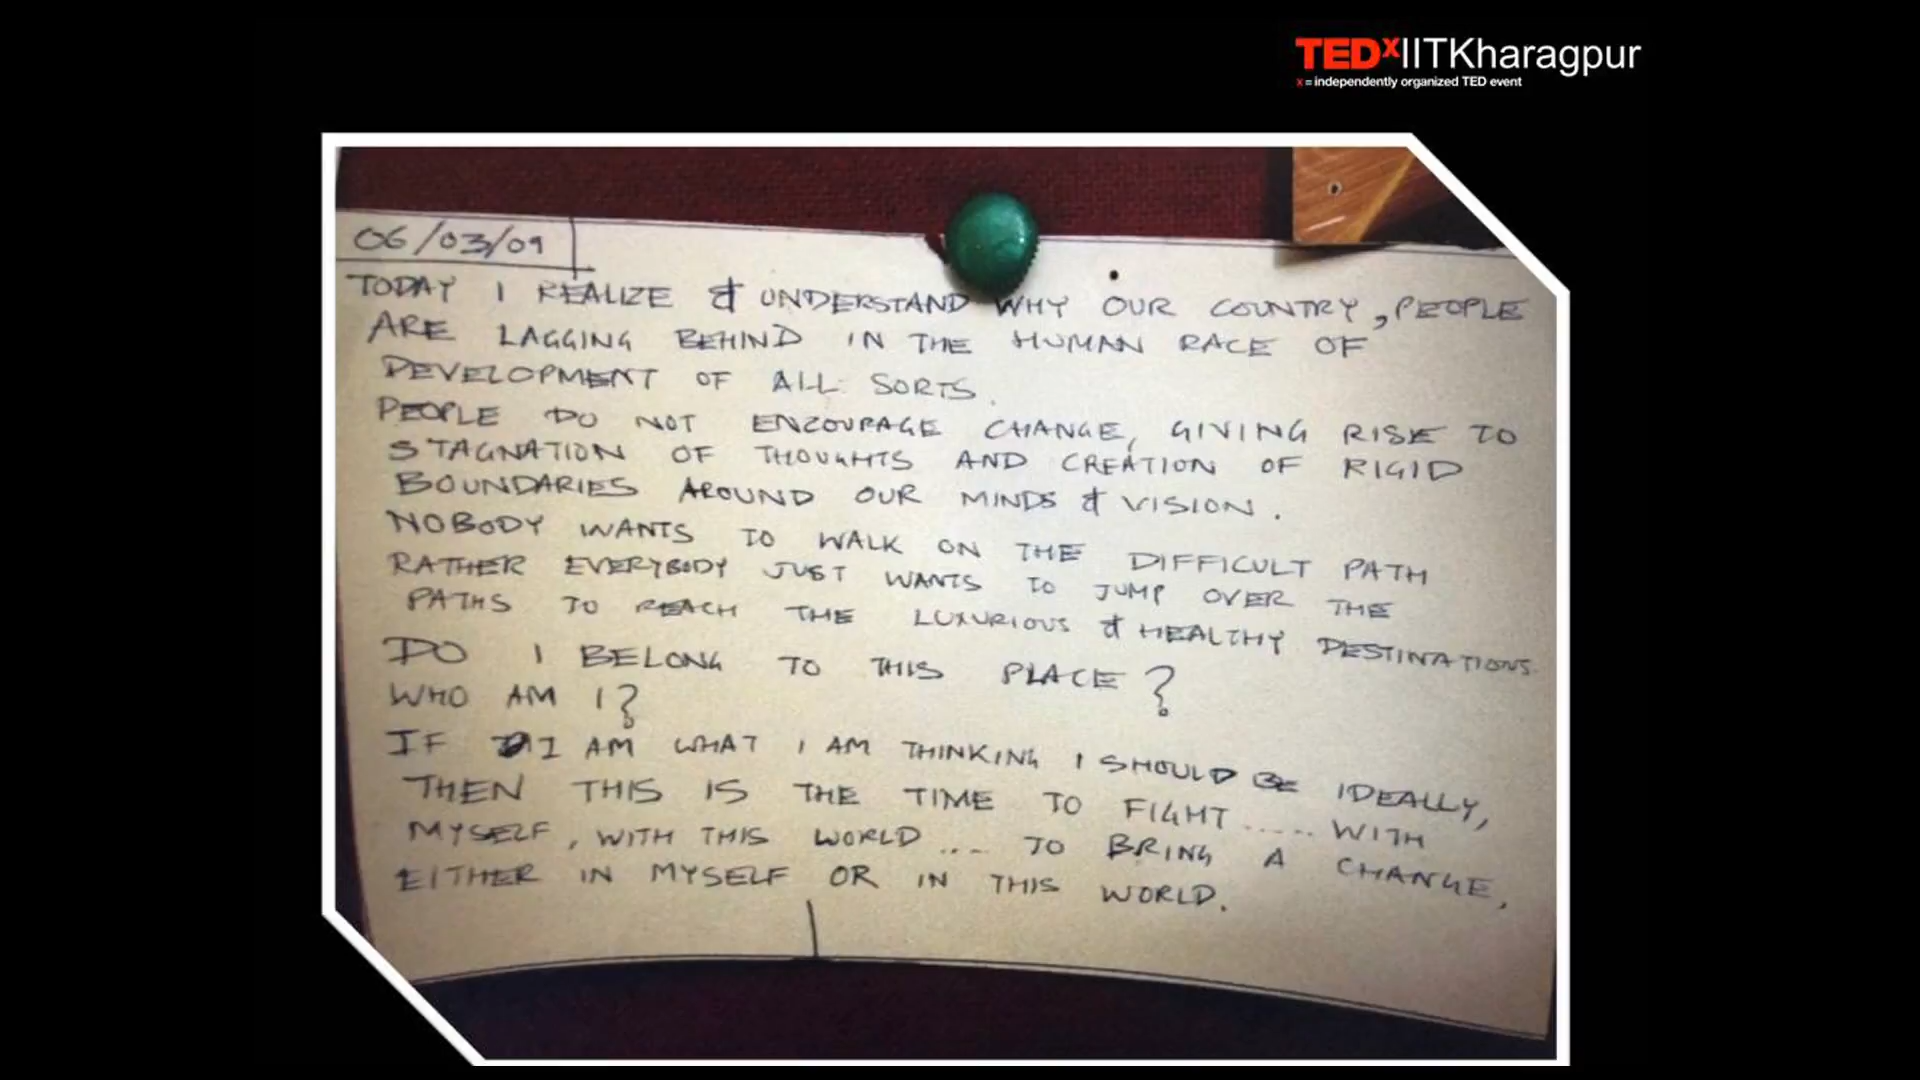 TEDxIITKharagpur
x = independently organized TED event
06/03/09
TODAY I REALIZE & UNDERSTAND WHY OUR COUNTRY, PEOPLE
ARE LAGGING BEHIND IN THE HUMAN RACE OF
DEVELOPMENT OF ALL SORTS.
PEOPLE DO NOT ENCOURAGE CHANGE, GIVING RISE TO
STAGNATION OF THOUGHTS AND CREATION OF RIGID
BOUNDARIES AROUND OUR MINDS & VISION.
NOBODY WANTS TO WALK ON THE DIFFICULT PATH
RATHER EVERYBODY JUST WANTS TO JUMP OVER THE
PATHS TO REACH THE LUXURIOUS & HEALTHY DESTINATIONS.
DO I BELONG TO THIS PLACE?
WHO AM I?
IF I AM WHAT I AM THINKING I SHOULD BE IDEALLY,
THEN THIS IS THE TIME TO FIGHT ..... WITH
MYSELF, WITH THIS WORLD .... TO BRING A CHANGE,
EITHER IN MYSELF OR IN THIS WORLD.